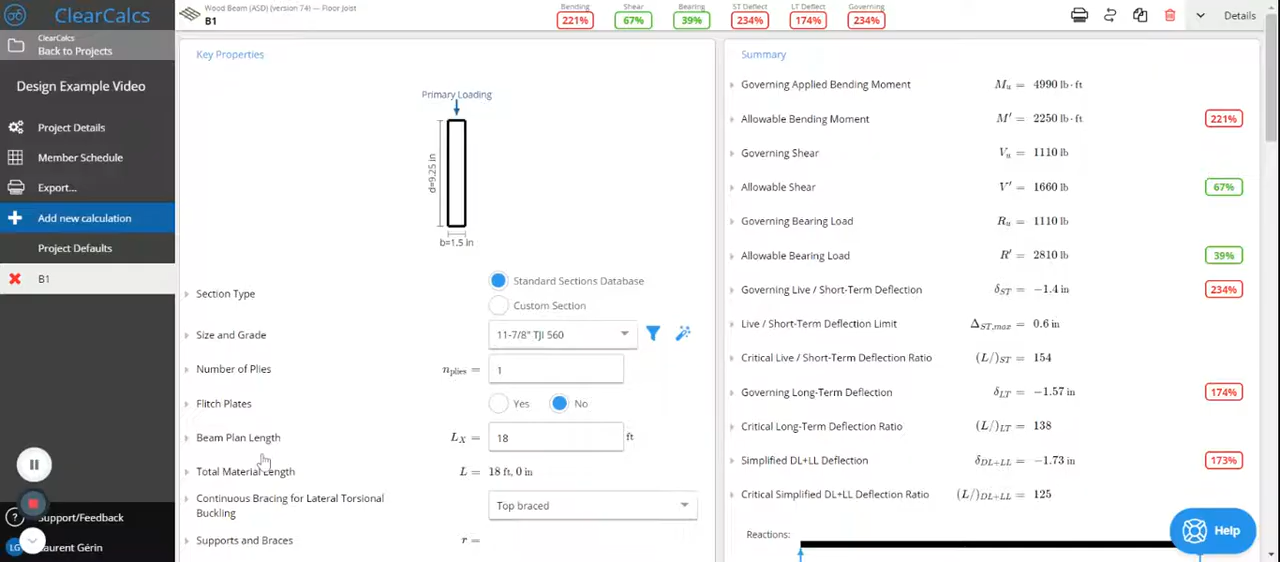 ClearCalcs
ClearCalcs
Back to Projects
Design Example Video
Project Details
Member Schedule
Export...
Add new calculation
Project Defaults
B1
Support/Feedback
LG
Laurent Gérin
Wood Beam (ASD) (version 74) — Floor Joist
B1
Bending
221%
Shear
67%
Bearing
39%
ST Deflect
234%
LT Deflect
174%
Governing
234%
Details
Key Properties
Primary Loading
d=9.25 in
b=1.5 in
Section Type
Standard Sections Database
Custom Section
Size and Grade
11-7/8" TJI 560
Number of Plies
nplies = 1
Flitch Plates
Yes
No
Beam Plan Length
LX = 18 ft
Total Material Length
L = 18 ft, 0 in
Continuous Bracing for Lateral Torsional
Buckling
Top braced
Supports and Braces
r =
Summary
Governing Applied Bending Moment Mu = 4990 lb·ft
Allowable Bending Moment M′ = 2250 lb·ft 221%
Governing Shear Vu = 1110 lb
Allowable Shear V′ = 1660 lb 67%
Governing Bearing Load Ru = 1110 lb
Allowable Bearing Load R′ = 2810 lb 39%
Governing Live / Short-Term Deflection δST = −1.4 in 234%
Live / Short-Term Deflection Limit ΔST,max = 0.6 in
Critical Live / Short-Term Deflection Ratio (L/)ST = 154
Governing Long-Term Deflection δLT = −1.57 in 174%
Critical Long-Term Deflection Ratio (L/)LT = 138
Simplified DL+LL Deflection δDL+LL = −1.73 in 173%
Critical Simplified DL+LL Deflection Ratio (L/)DL+LL = 125
Reactions:
Help